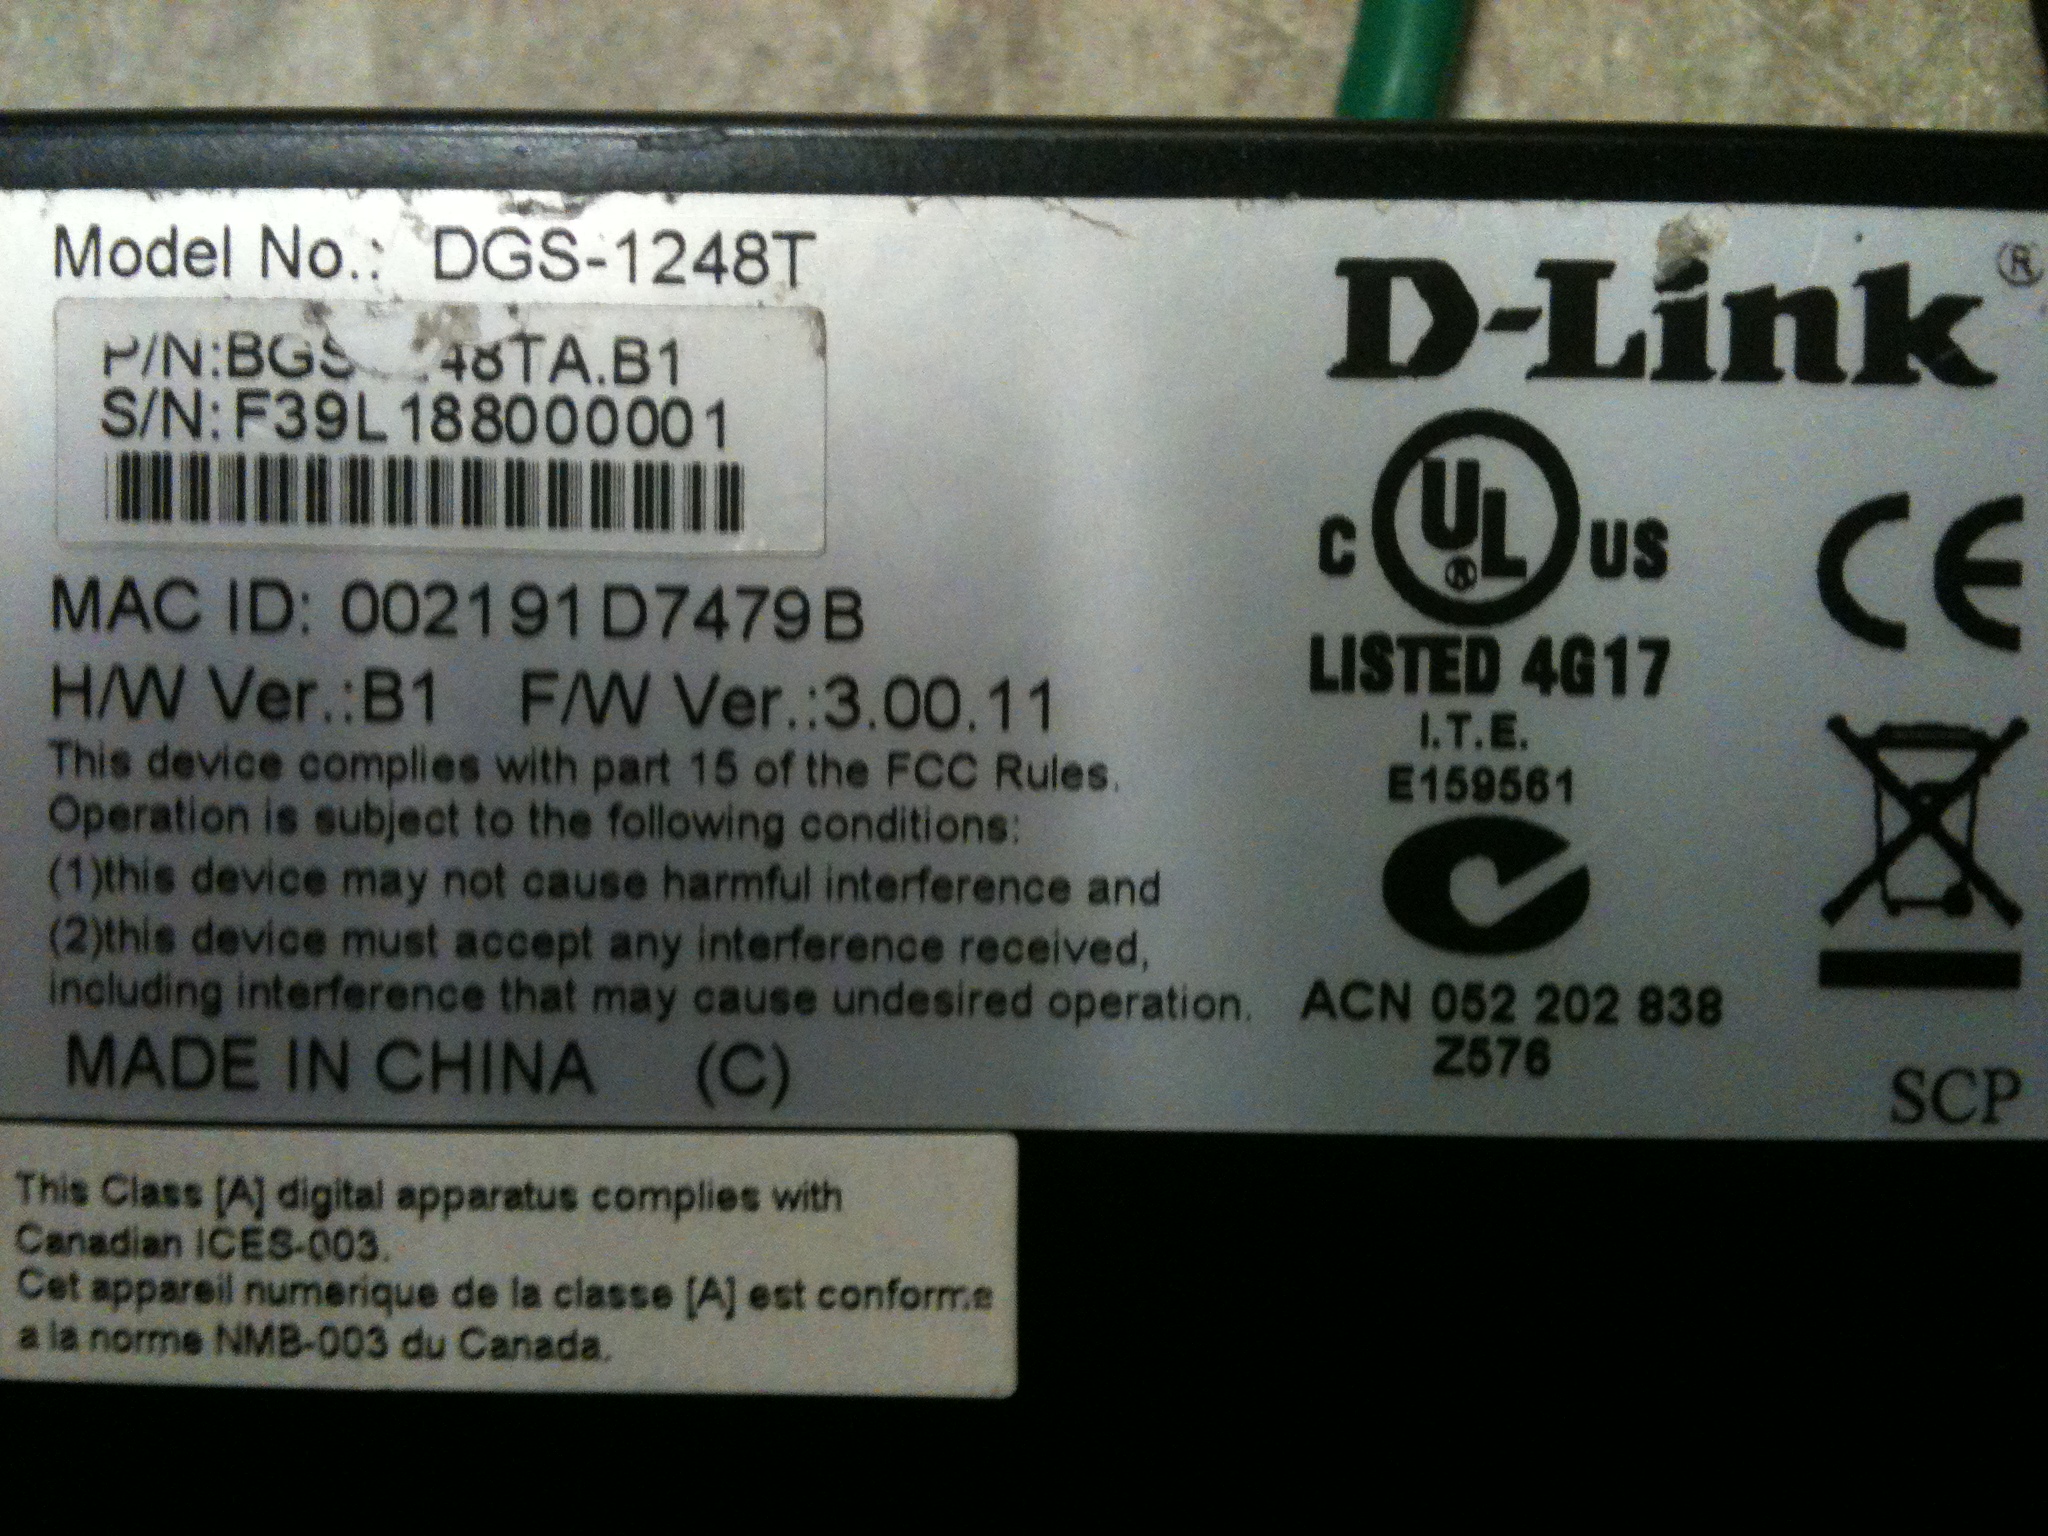 Model No.: DGS-1248T
S/N: F39L188000001
MAC ID: 002191D7479B
H/W Ver.:B1 F/W Ver.:3.00.11
This device complies with part 15 of the FCC Rules.
Operation is subject to the following conditions:
(1)this device may not cause harmful interference and
(2)this device must accept any interference received,
including interference that may cause undesired operation.
MADE IN CHINA (C)
D-Link ®
C UL ® US
LISTED 4G17
I.T.E.
E159561
ACN 052 202 838
Z576
CE
SCP
This Class [A] digital apparatus complies with
Canadian ICES-003.
Cet appareil numerique de la classe [A] est conforme
a la norme NMB-003 du Canada.